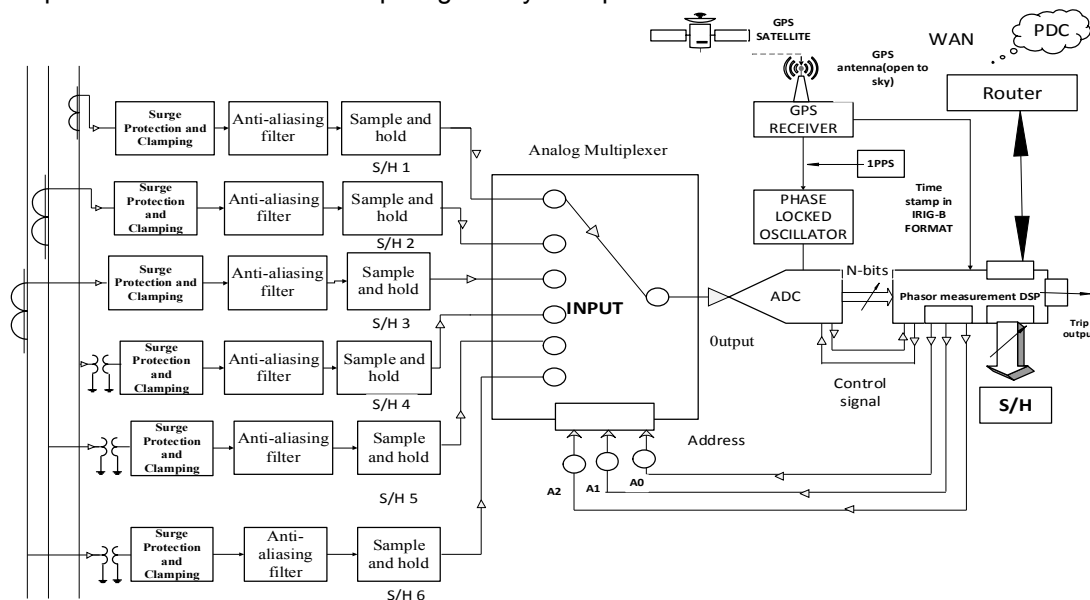 GPS
SATELLITE
GPS
antenna(open to
sky)
WAN
PDC
Router
GPS
RECEIVER
1PPS
PHASE
LOCKED
OSCILLATOR
Time
stamp in
IRIG-B
FORMAT
Surge
Protection and
Clamping
Anti-aliasing
filter
Sample and
hold
S/H 1
Surge
Protection
and
Clamping
Anti-aliasing
filter
Sample and
hold
S/H 2
Surge
Protection and
Clamping
Anti-aliasing
filter
Sample and
hold
S/H 3
Surge
Protection
and
Clamping
Anti-aliasing
filter
Sample and
hold
S/H 4
Surge
Protection
and
Clamping
Anti-aliasing
filter
Sample
and hold
S/H 5
Surge
Protection
and
Clamping
Anti-
aliasing
filter
Sample
and hold
S/H 6
Analog Multiplexer
INPUT
0utput
ADC
N-bits
Phasor measurement DSP
Trip
output
Control
signal
S/H
Address
A2
A1
A0